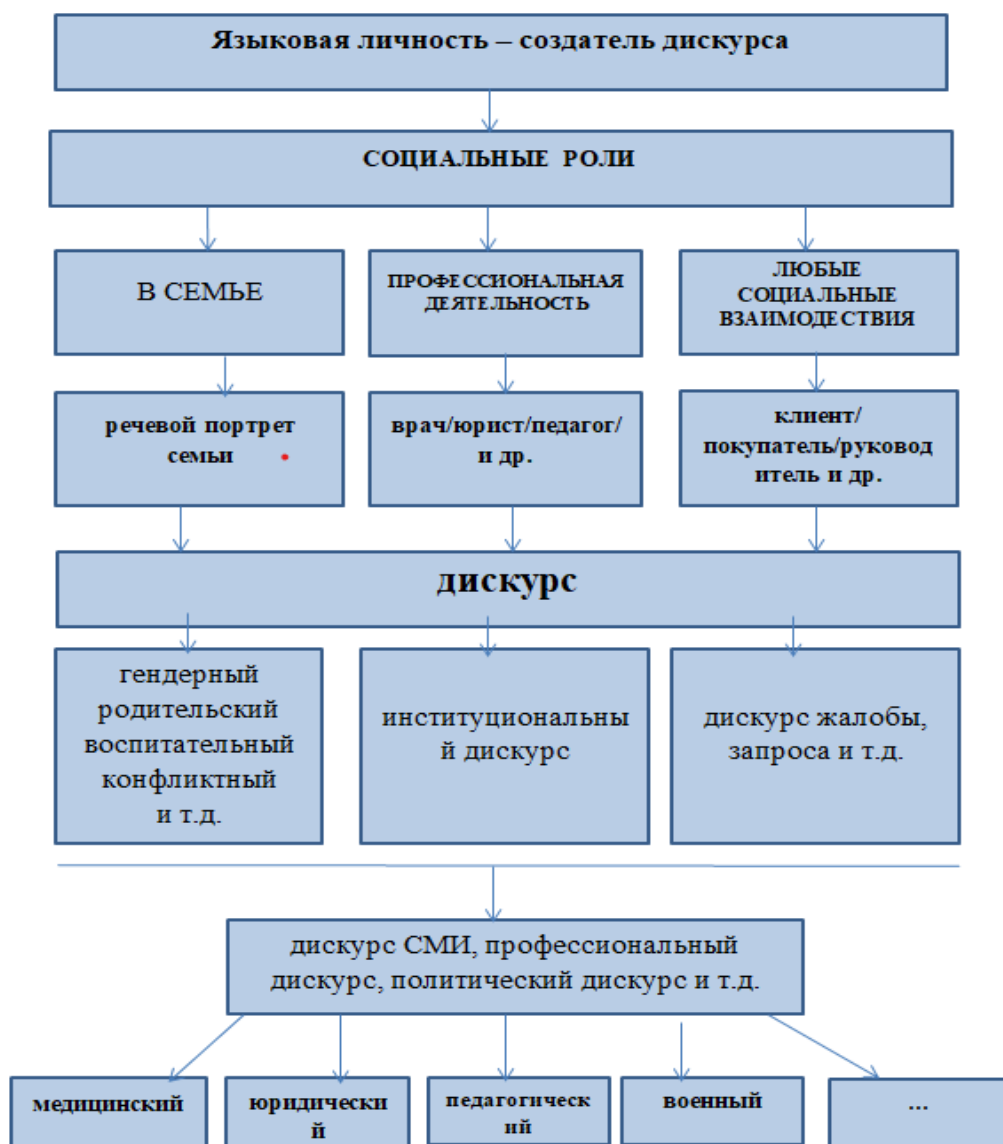 Языковая личность – создатель дискурса
СОЦИАЛЬНЫЕ РОЛИ
В СЕМЬЕ
ПРОФЕССИОНАЛЬНАЯ
ДЕЯТЕЛЬНОСТЬ
ЛЮБЫЕ
СОЦИАЛЬНЫЕ
ВЗАИМОДЕСТВИЯ
речевой портрет
семьи
врач/юрист/педагог/
и др.
клиент/
покупатель/руковод
итель и др.
дискурс
гендерный
родительский
воспитательный
конфликтный
и т.д.
институциональны
й дискурс
дискурс жалобы,
запроса и т.д.
дискурс СМИ, профессиональный
дискурс, политический дискурс и т.д.
медицинский
юридически
й
педагогическ
ий
военный
...